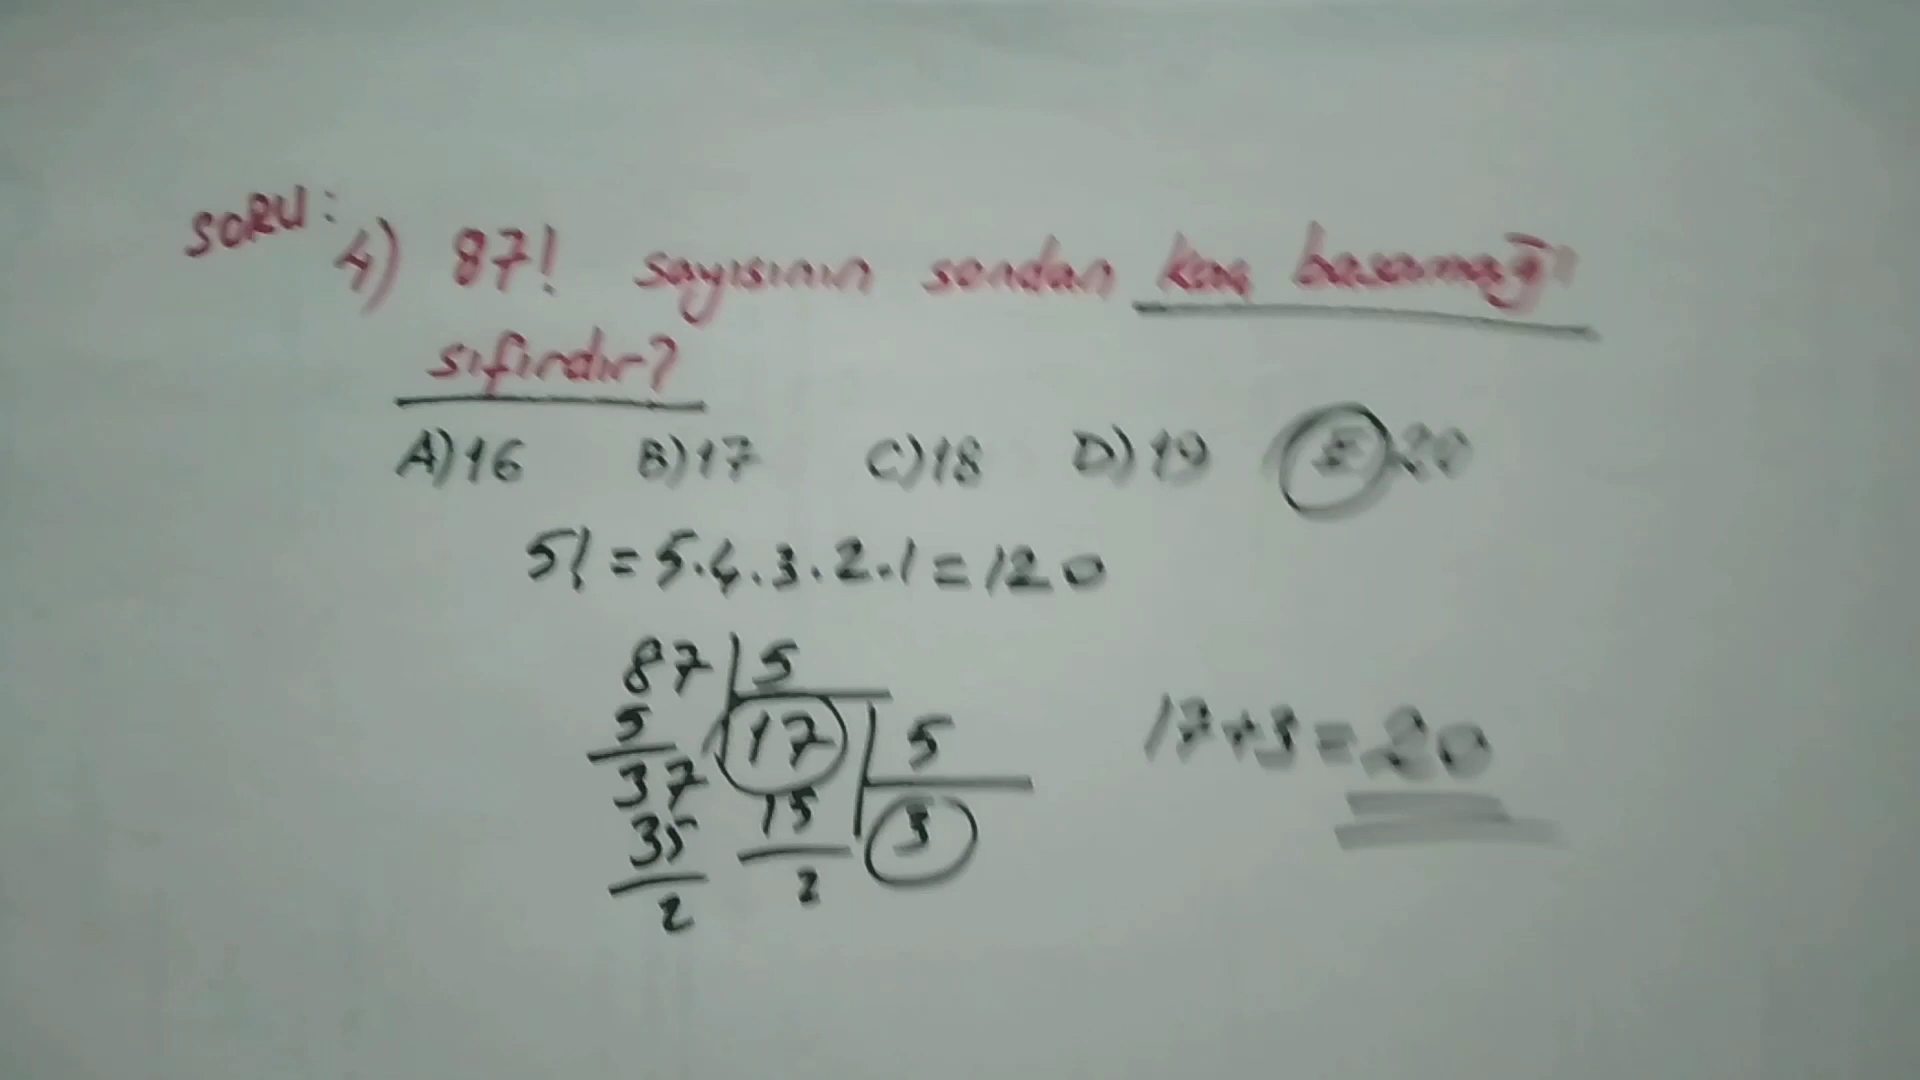 SORU:
4) 87! sayısının sondan kaç basamağı
sıfırdır?
A)16 B)17 C)18 D)19 E)20
5! = 5.4.3.2.1 = 120
87 | 5
5 17 | 5
37 15 3
35 2
2
17+3=20